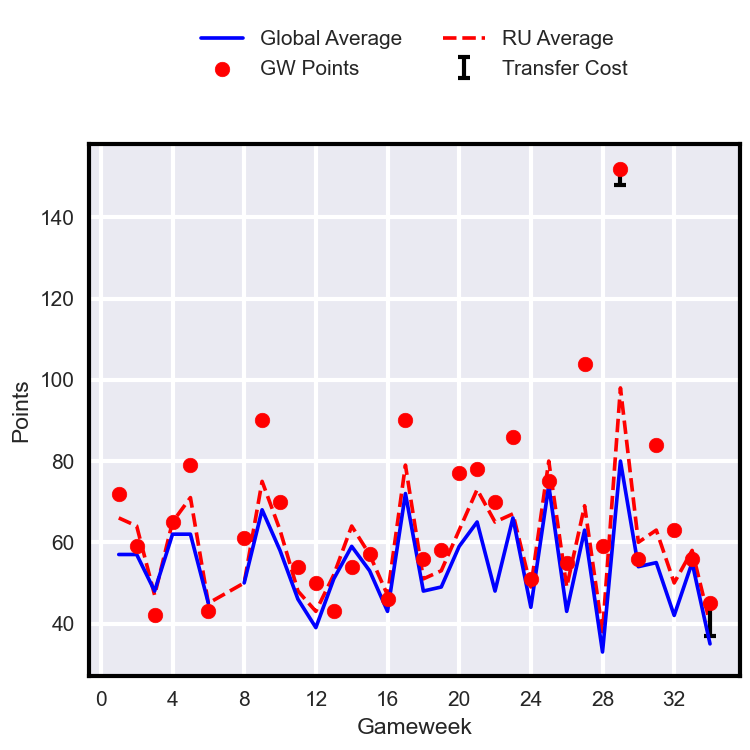 Global Average
RU Average
GW Points
Transfer Cost
140
120
100
80
60
40
Points
0 4 8 12 16 20 24 28 32
Gameweek